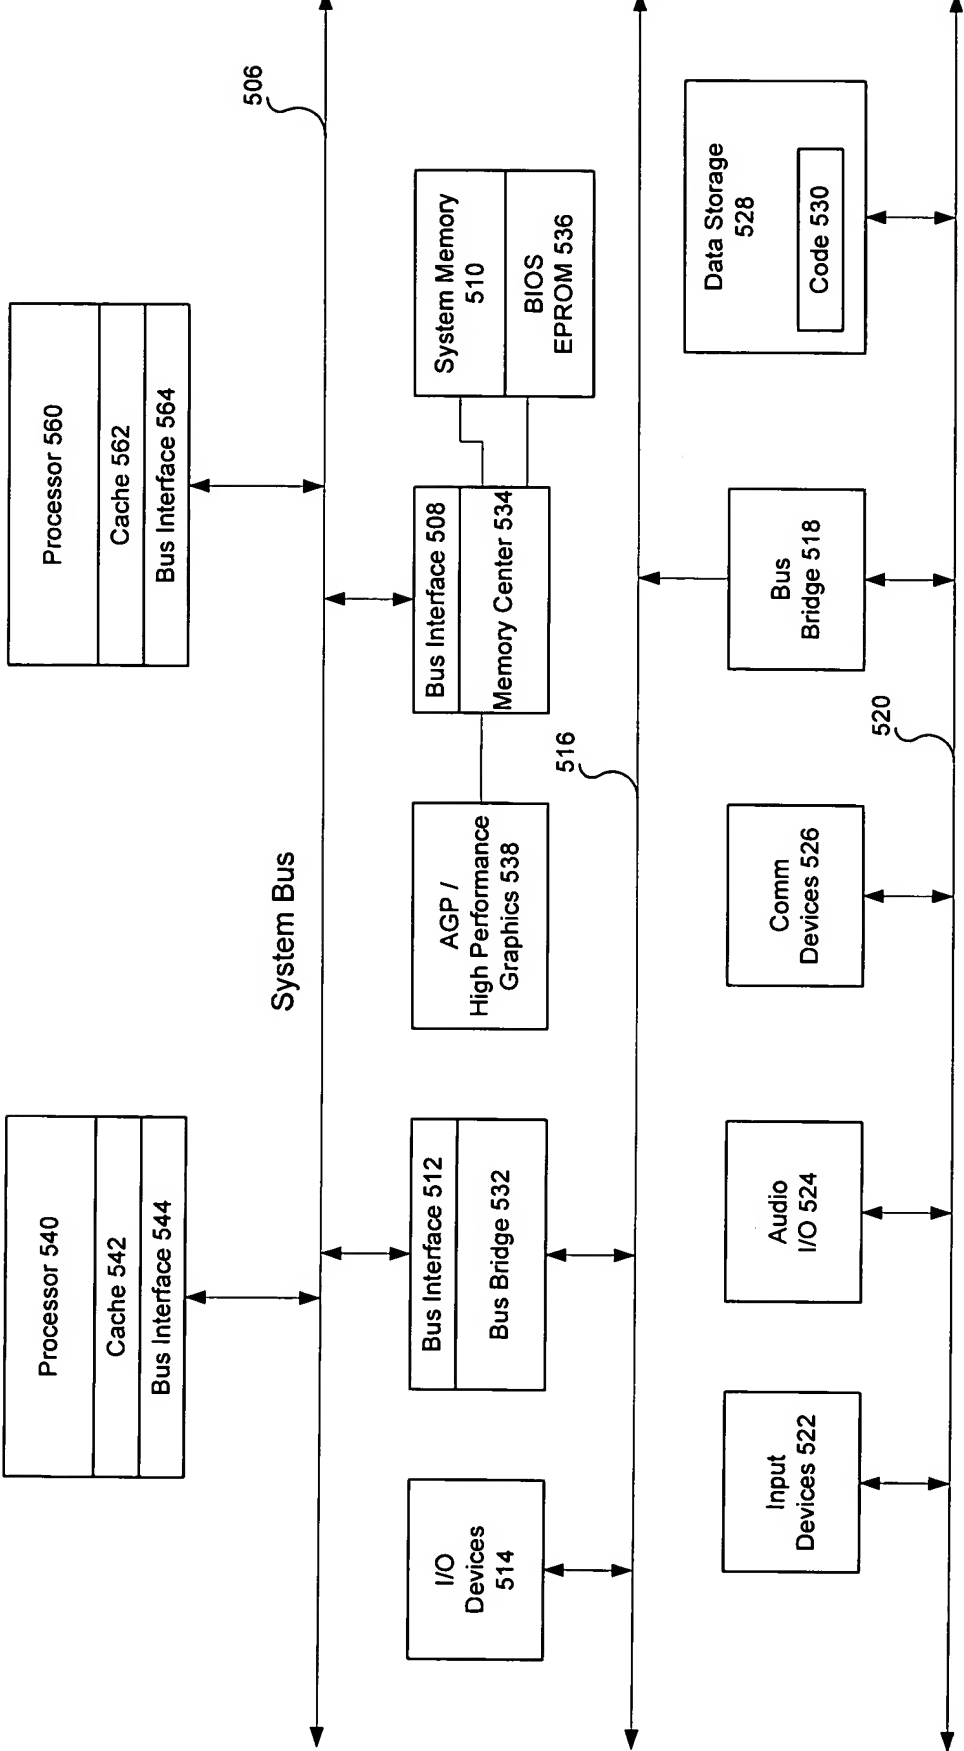 Processor 540
Cache 542
Bus Interface 544
Processor 560
Cache 562
Bus Interface 564
System Bus
506
I/O
Devices
514
Bus Interface 512
Bus Bridge 532
AGP /
High Performance
Graphics 538
Bus Interface 508
Memory Center 534
System Memory
510
BIOS
EPROM 536
516
Input
Devices 522
Audio
I/O 524
Comm
Devices 526
Bus
Bridge 518
Data Storage
528
Code 530
520